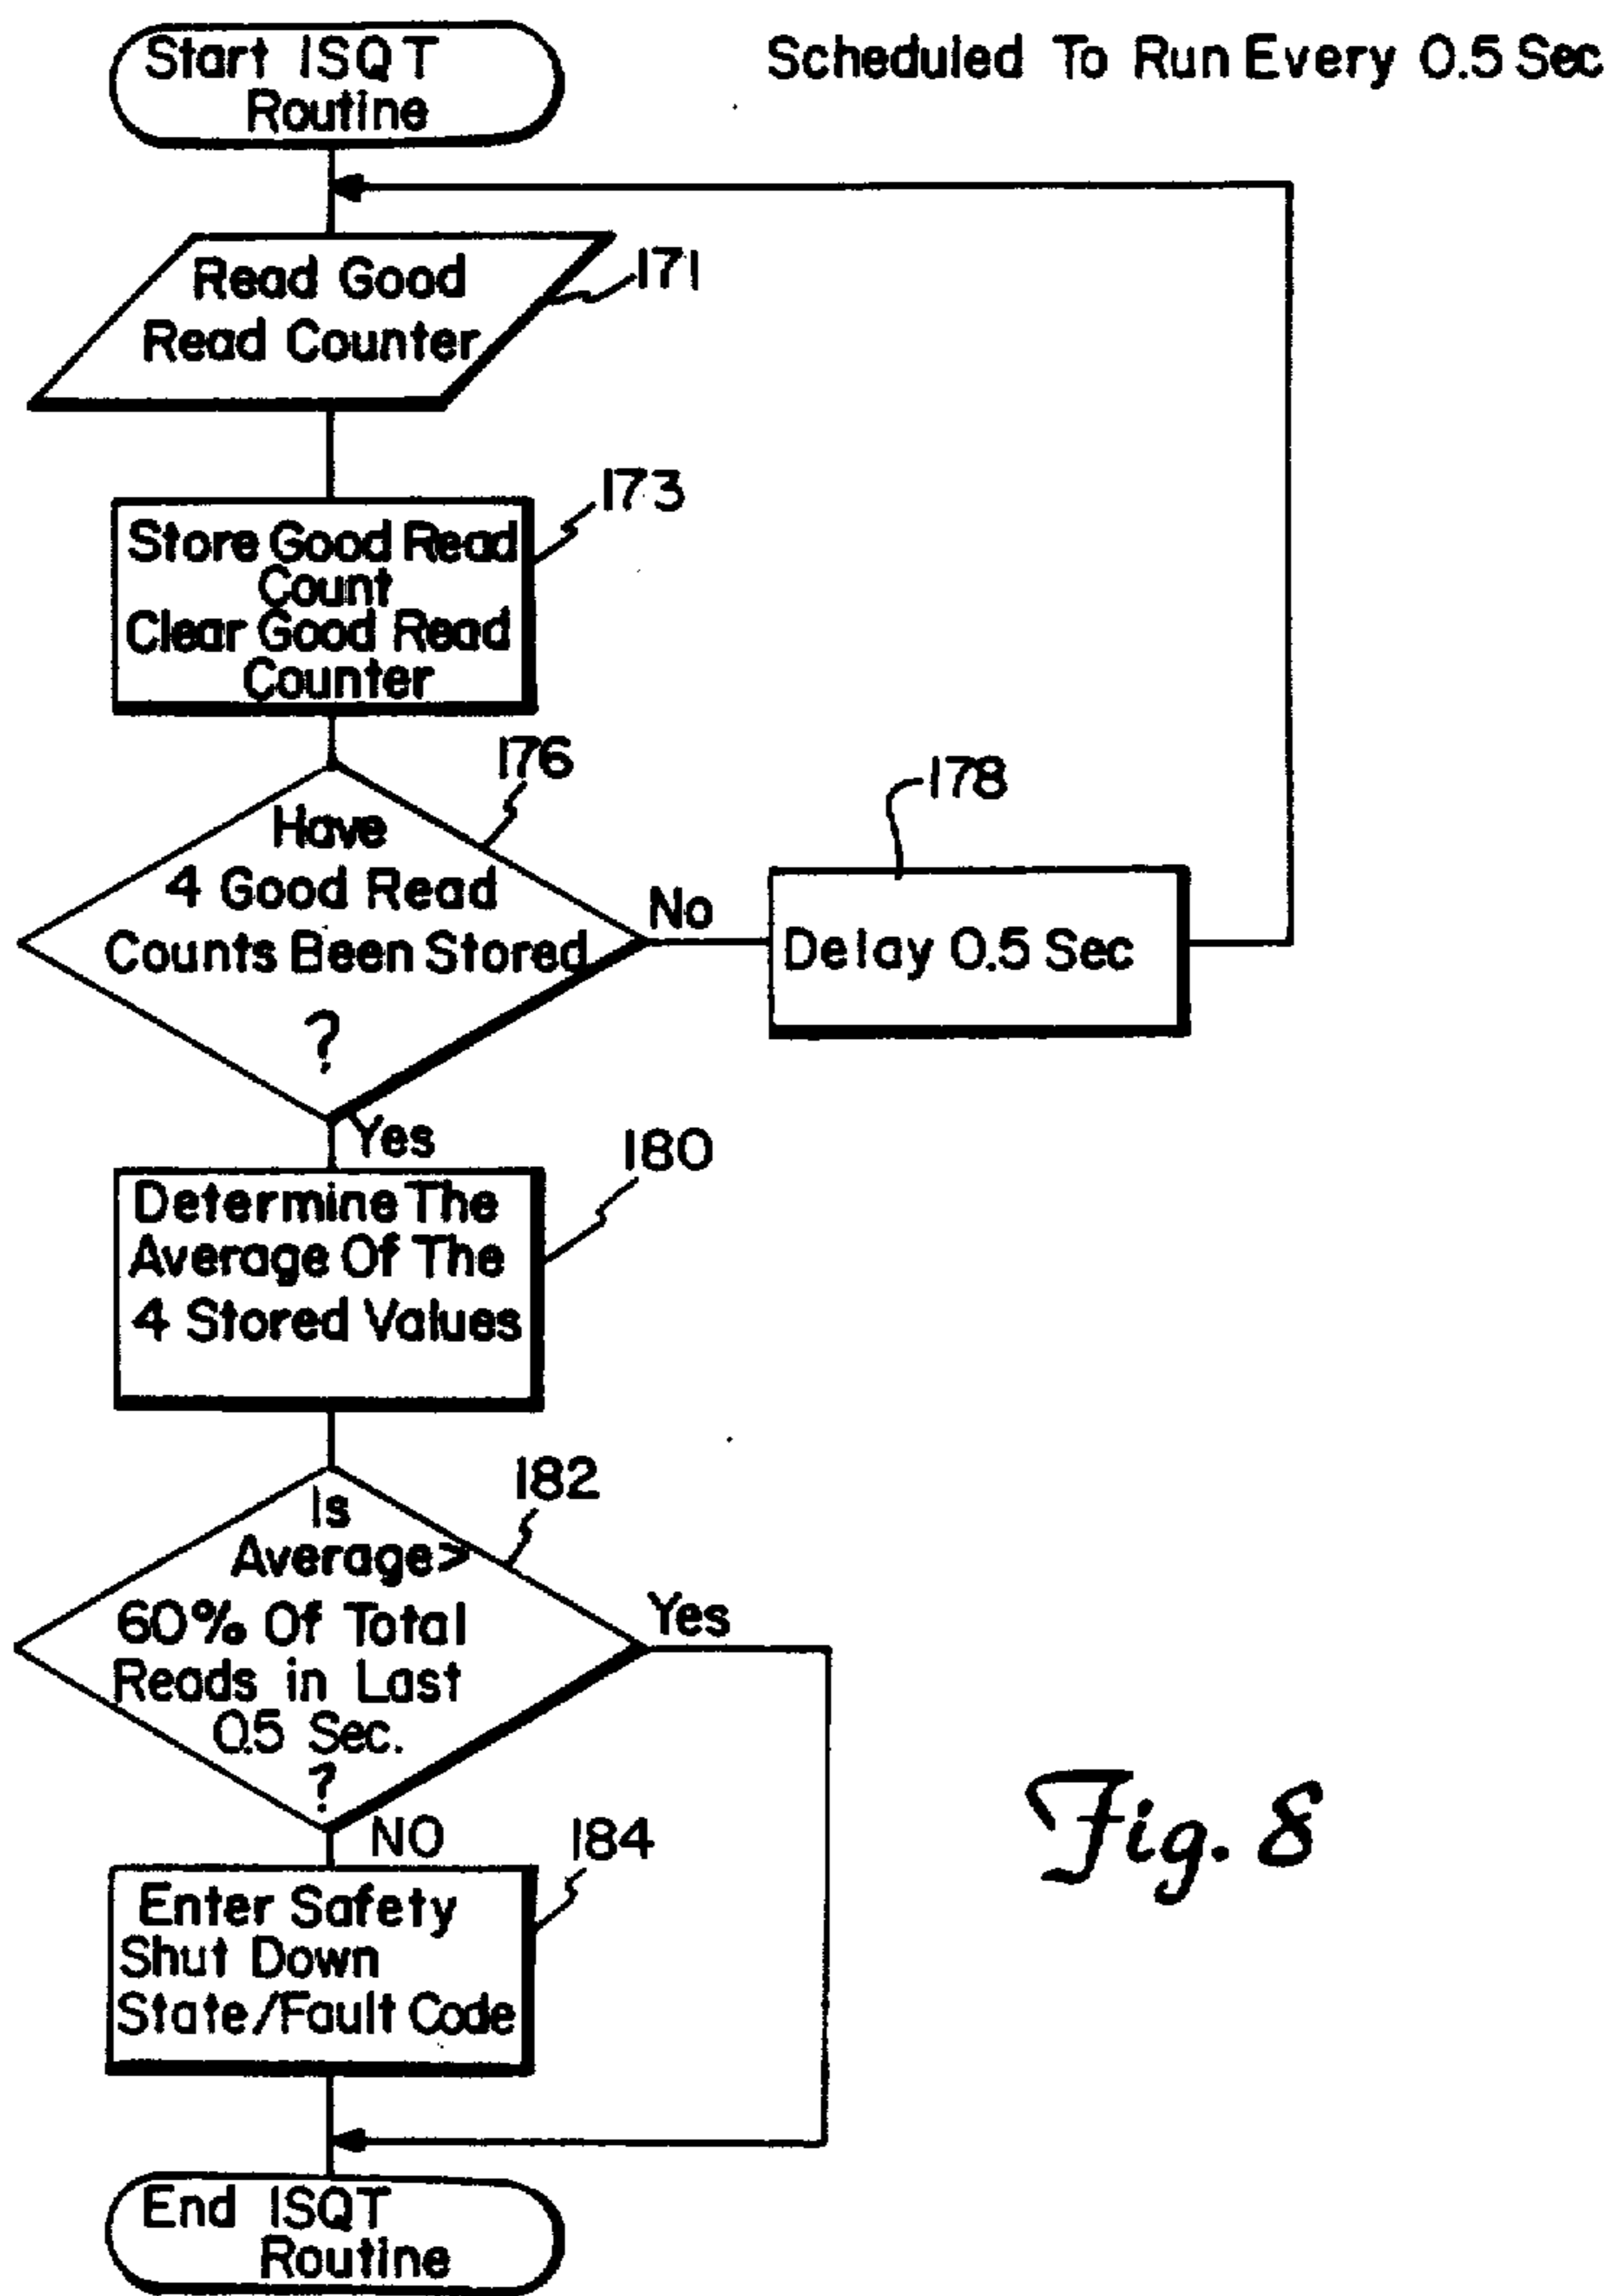 Start ISQT
Routine
Scheduled To Run Every 0.5 Sec
Read Good
Read Counter
171
173
Store Good Read
Count
Clear Good Read
Counter
176
Have
4 Good Read
Counts Been Stored
?
No
178
Delay 0.5 Sec
Yes
180
Determine The
Average Of The
4 Stored Values
182
Is
Average>
60% Of Total
Reads in Last
0.5 Sec.
?
Yes
NO
184
Enter Safety
Shut Down
State/Fault Code
End ISQT
Routine
Fig. 8